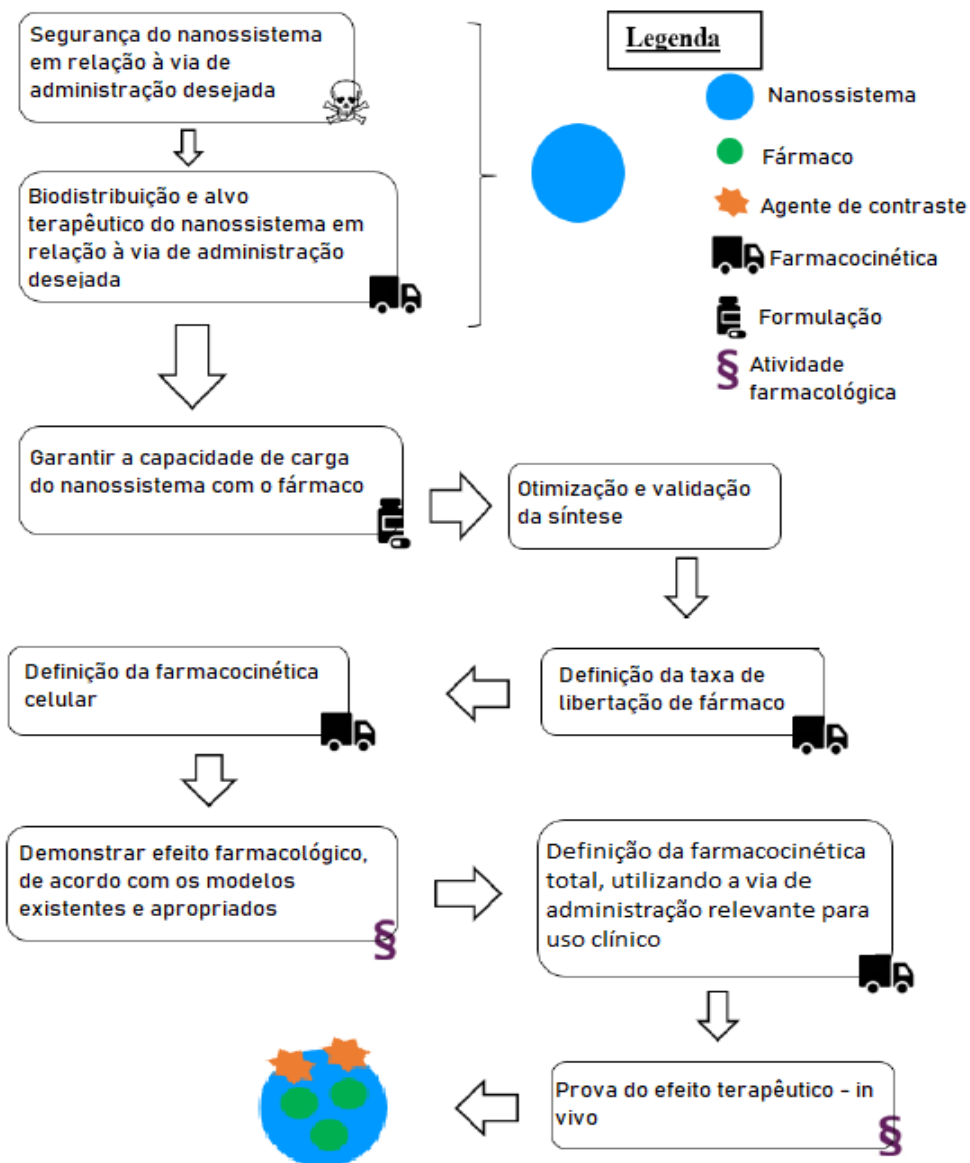 Segurança do nanossistema
em relação à via de
administração desejada
Legenda
Nanossistema
Fármaco
Agente de contraste
Farmacocinética
Formulação
§ Atividade
farmacológica
Biodistribuição e alvo
terapêutico do nanossistema em
relação à via de administração
desejada
Garantir a capacidade de carga
do nanossistema com o fármaco
Otimização e validação
da síntese
Definição da taxa de
libertação de fármaco
Definição da farmacocinética
celular
Demonstrar efeito farmacológico,
de acordo com os modelos
existentes e apropriados
§
Definição da farmacocinética
total, utilizando a via de
administração relevante para
uso clínico
Prova do efeito terapêutico - in
vivo
§